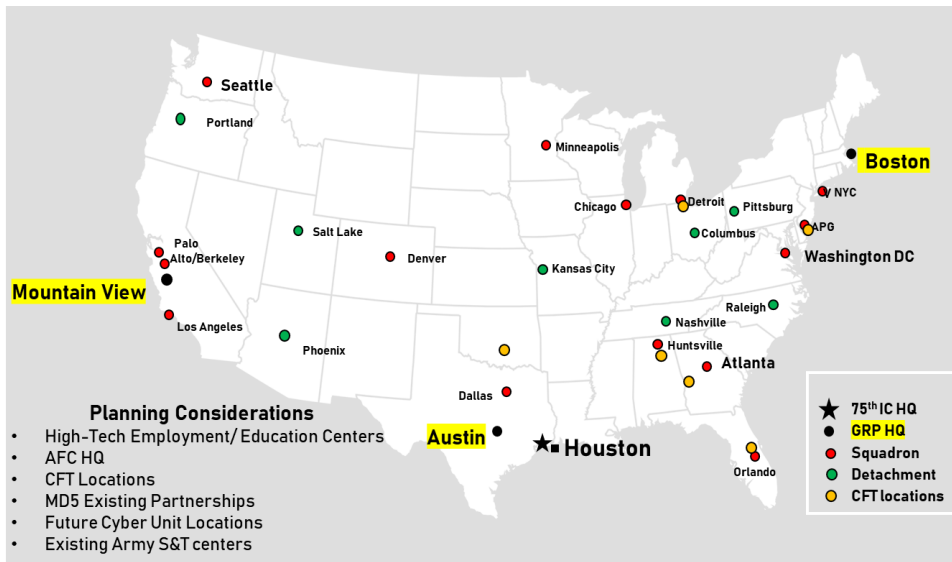 Seattle
Portland
Minneapolis
Boston
Chicago
Detroit
NYC
Pittsburg
Salt Lake
Columbus
APG
Palo
Alto/Berkeley
Denver
Washington DC
Kansas City
Mountain View
Raleigh
Los Angeles
Nashville
Phoenix
Huntsville
Atlanta
Dallas
Austin
Houston
Orlando
Planning Considerations
• High-Tech Employment/ Education Centers
• AFC HQ
• CFT Locations
• MD5 Existing Partnerships
• Future Cyber Unit Locations
• Existing Army S&T centers
75th IC HQ
GRP HQ
Squadron
Detachment
CFT locations